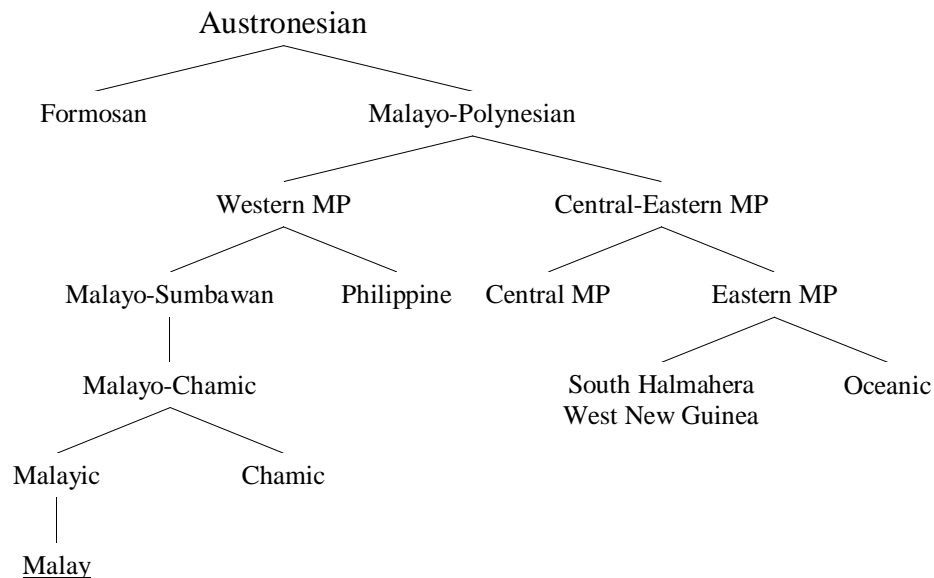 Austronesian
Formosan Malayo-Polynesian
Western MP Central-Eastern MP
Malayo-Sumbawan Philippine Central MP Eastern MP
Malayo-Chamic South Halmahera Oceanic
West New Guinea
Malayic Chamic
Malay